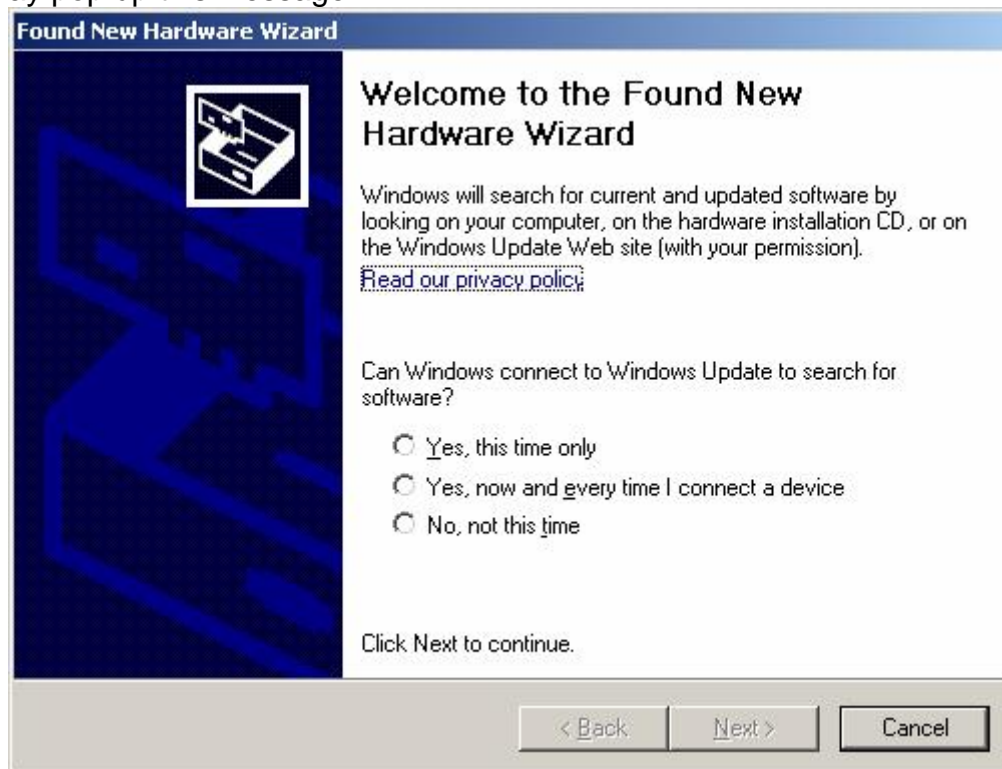 Found New Hardware Wizard
Welcome to the Found New
Hardware Wizard
Windows will search for current and updated software by
looking on your computer, on the hardware installation CD, or on
the Windows Update Web site (with your permission).
Read our privacy policy
Can Windows connect to Windows Update to search for
software?
Yes, this time only
Yes, now and every time I connect a device
No, not this time
Click Next to continue.
< Back Next > Cancel